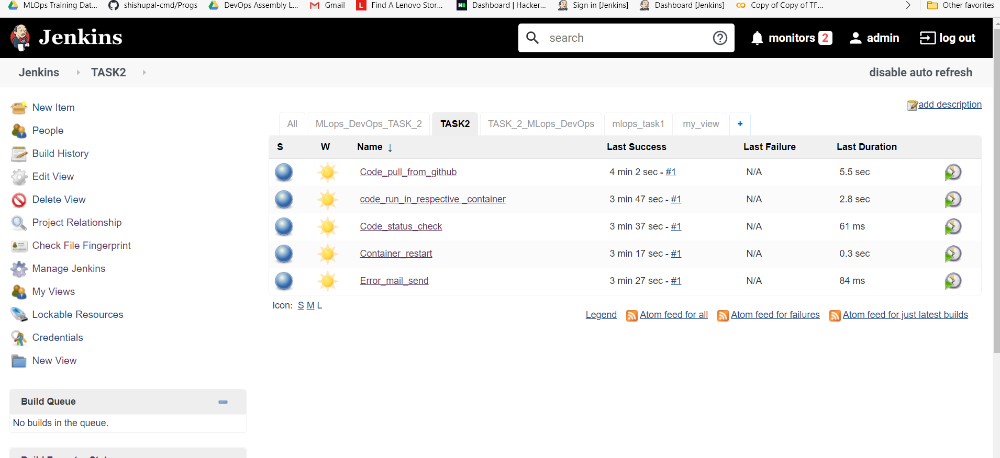 MLOps Training Dat... shishupal-cmd/Progs DevOps Assembly L... Gmail Find A Lenovo Stor... Dashboard | Hacker... Sign in [Jenkins] Dashboard [Jenkins] Copy of Copy of TF... Other favorites
Jenkins search monitors 2 admin log out
Jenkins TASK2 disable auto refresh
add description
New Item
People
Build History
Edit View
Delete View
Project Relationship
Check File Fingerprint
Manage Jenkins
My Views
Lockable Resources
Credentials
New View
Build Queue
No builds in the queue.
All MLops_DevOps_TASK_2 TASK2 TASK_2_MLops_DevOps mlops_task1 my_view +
S W Name ↓ Last Success Last Failure Last Duration
Code_pull_from_github 4 min 2 sec - #1 N/A 5.5 sec
code_run_in_respective _container 3 min 47 sec - #1 N/A 2.8 sec
Code_status_check 3 min 37 sec - #1 N/A 61 ms
Container_restart 3 min 17 sec - #1 N/A 0.3 sec
Error_mail_send 3 min 27 sec - #1 N/A 84 ms
Icon: S M L
Legend Atom feed for all Atom feed for failures Atom feed for just latest builds